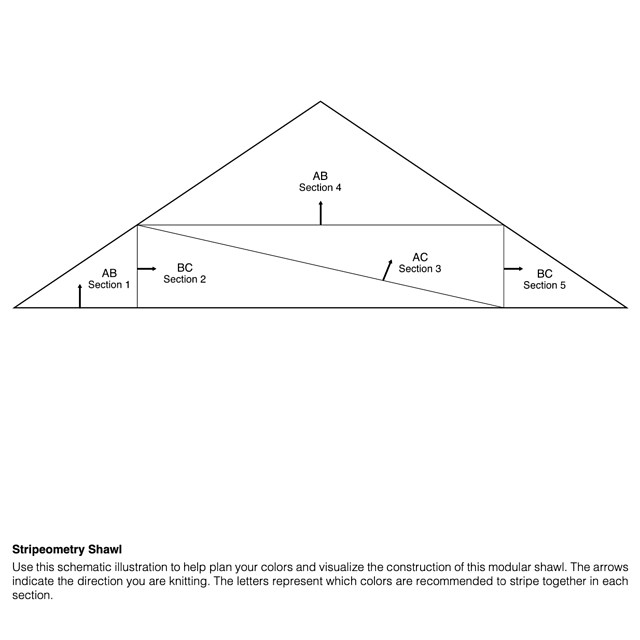 AB
Section 4
AB
Section 1
BC
Section 2
AC
Section 3
BC
Section 5
Stripeometry Shawl
Use this schematic illustration to help plan your colors and visualize the construction of this modular shawl. The arrows
indicate the direction you are knitting. The letters represent which colors are recommended to stripe together in each
section.